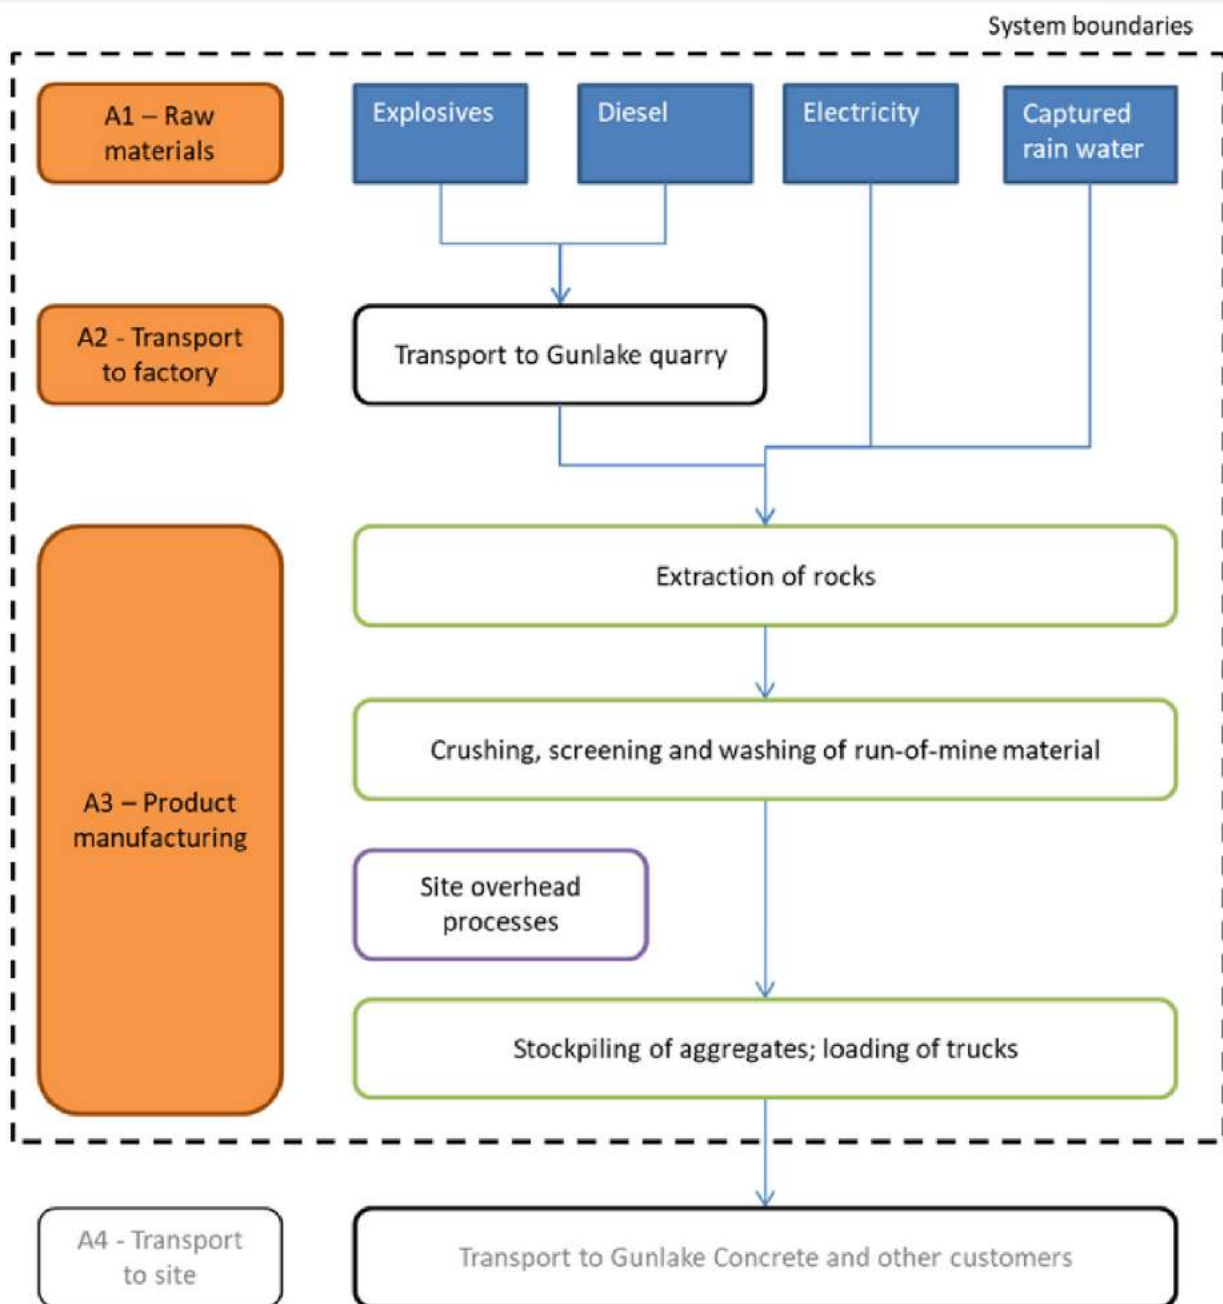 System boundaries
A1 – Raw
materials
Explosives
Diesel
Electricity
Captured
rain water
A2 - Transport
to factory
Transport to Gunlake quarry
Extraction of rocks
Crushing, screening and washing of run-of-mine material
A3 – Product
manufacturing
Site overhead
processes
Stockpiling of aggregates; loading of trucks
A4 - Transport
to site
Transport to Gunlake Concrete and other customers